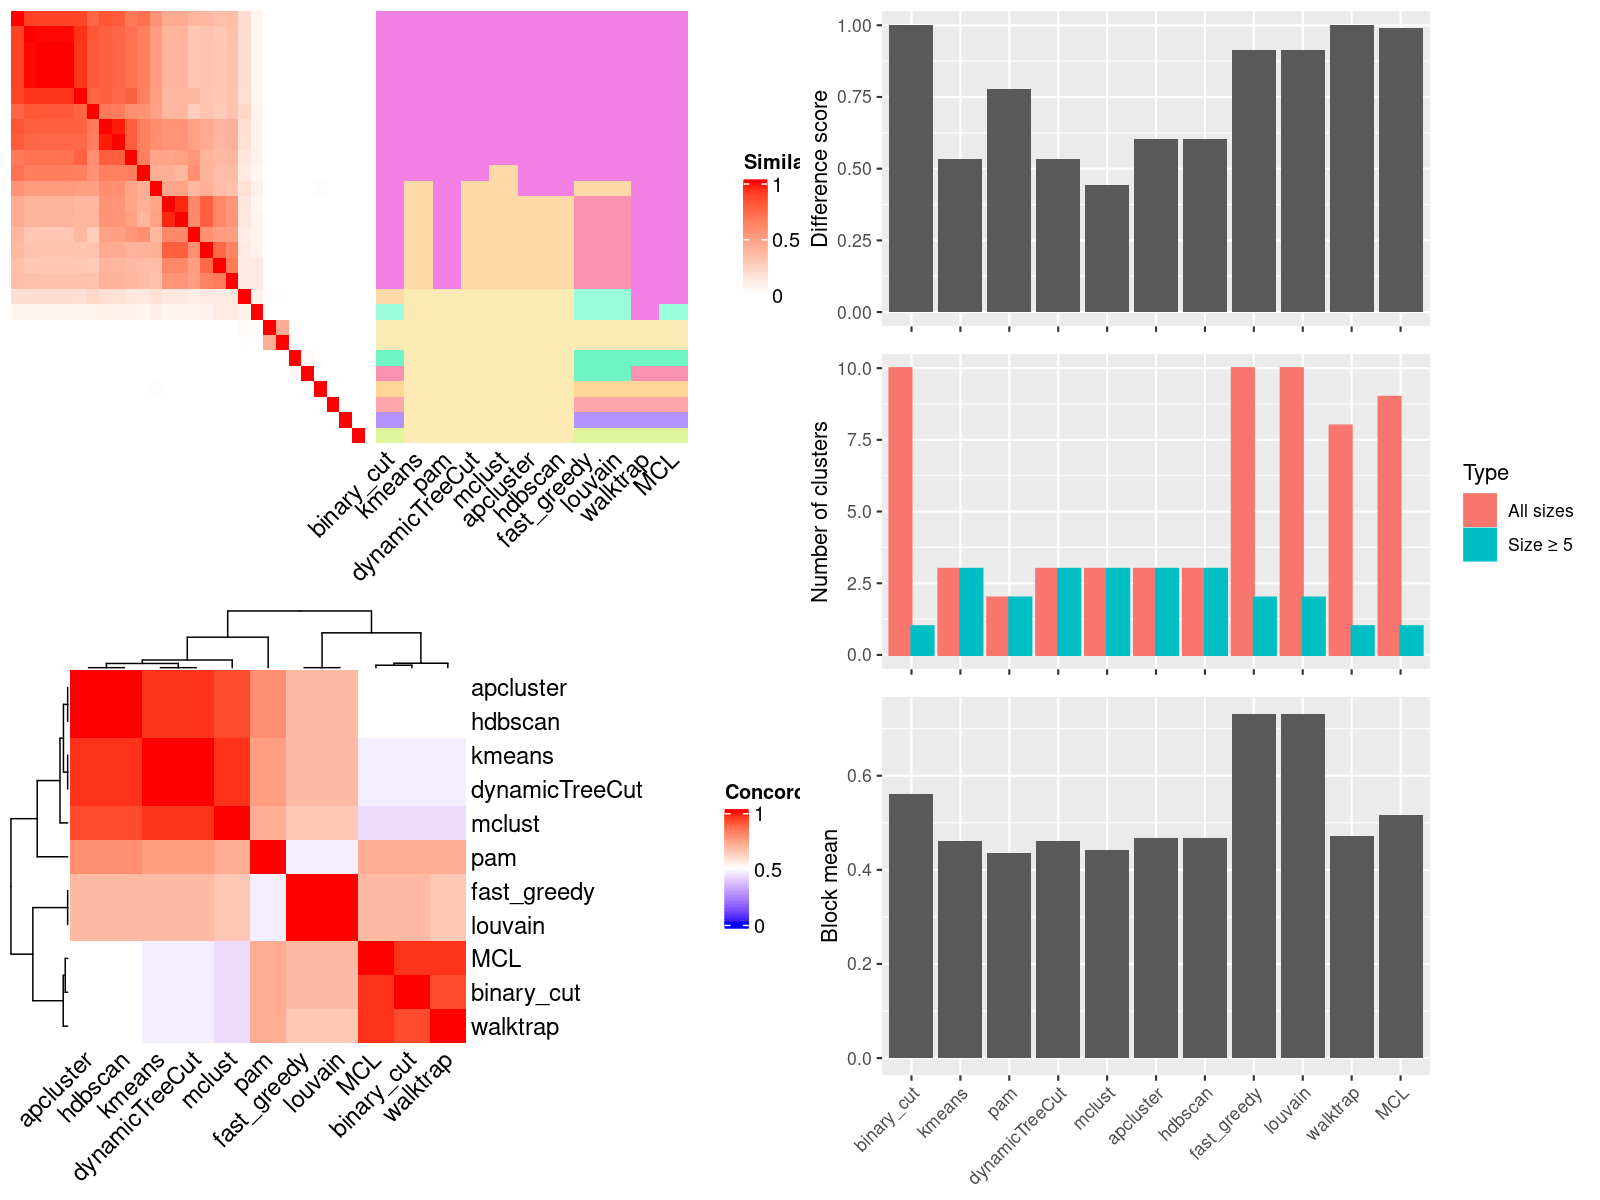 Simila
1
0.5
0
binary_cut
kmeans
pam
dynamicTreeCut
mclust
apcluster
hdbscan
fast_greedy
louvain
walktrap
MCL
apcluster
hdbscan
kmeans
dynamicTreeCut
mclust
pam
fast_greedy
louvain
MCL
binary_cut
walktrap
Concord
1
0.5
0
apcluster
hdbscan
kmeans
dynamicTreeCut
mclust
pam
fast_greedy
louvain
MCL
binary_cut
walktrap
Difference score
1.00
0.75
0.50
0.25
0.00
Number of clusters
10.0
7.5
5.0
2.5
0.0
Type
All sizes
Size ≥ 5
Block mean
0.6
0.4
0.2
0.0
binary_cut
kmeans
pam
dynamicTreeCut
mclust
apcluster
hdbscan
fast_greedy
louvain
walktrap
MCL